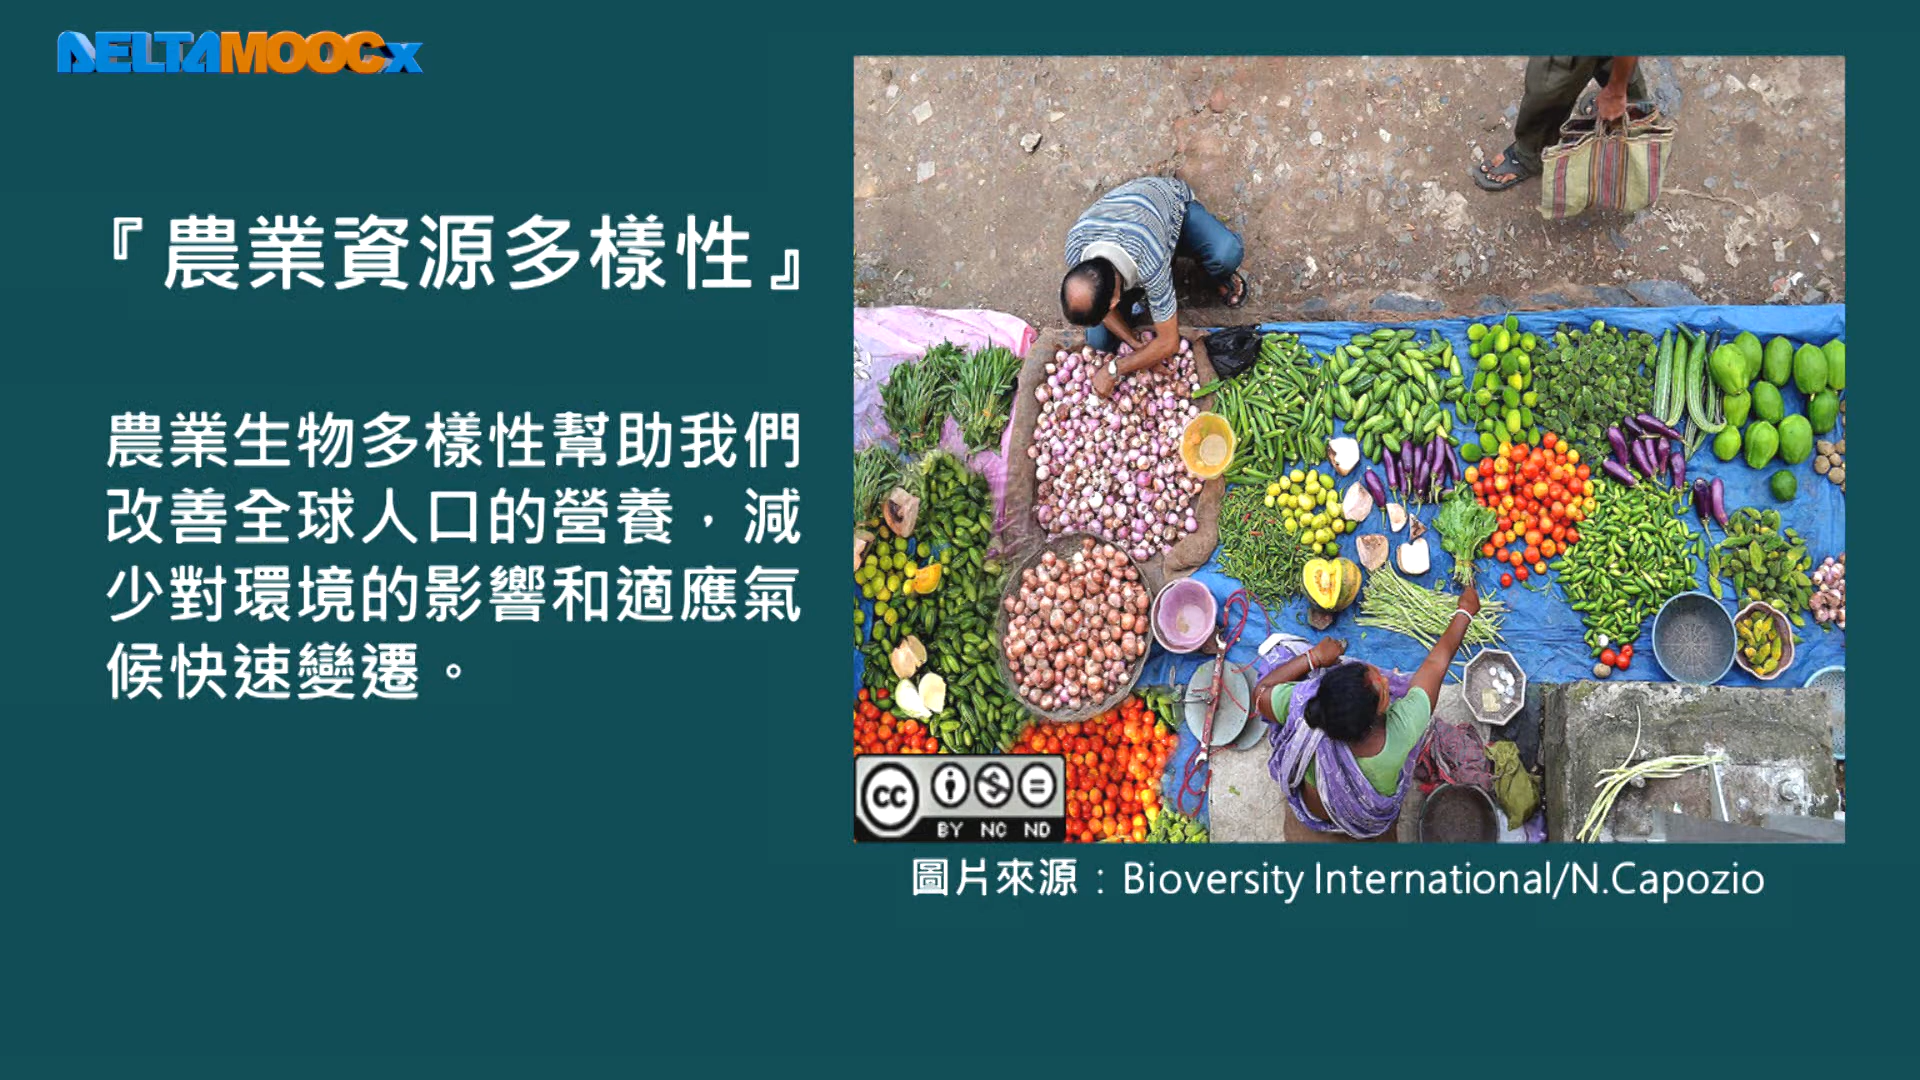 DELTAMOOCx
『農業資源多樣性』
農業生物多樣性幫助我們
改善全球人口的營養，減
少對環境的影響和適應氣
候快速變遷。
cc
BY NC ND
圖片來源：Bioversity International/N.Capozio